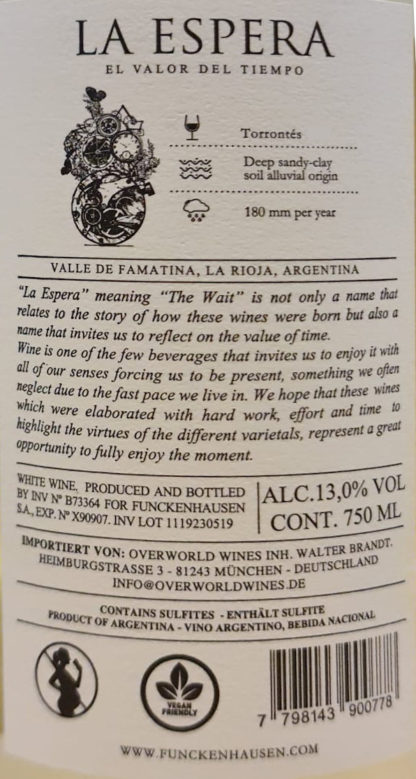 LA ESPERA
EL VALOR DEL TIEMPO
Torrontés
Deep sandy-clay
soil alluvial origin
180 mm per year
VALLE DE FAMATINA, LA RIOJA, ARGENTINA
"La Espera" meaning "The Wait" is not only a name that
relates to the story of how these wines were born but also a
name that invites us to reflect on the value of time.
Wine is one of the few beverages that invites us to enjoy it with
all of our senses forcing us to be present, something we often
neglect due to the fast pace we live in. We hope that these wines
which were elaborated with hard work, effort and time to
highlight the virtues of the different varietals, represent a great
opportunity to fully enjoy the moment.
WHITE WINE, PRODUCED AND BOTTLED
BY INV Nº B73364 FOR FUNCKENHAUSEN
S.A., EXP. Nº X90907. INV LOT 1119230519
ALC.13,0% VOL
CONT. 750 ML
IMPORTIERT VON: OVERWORLD WINES INH. WALTER BRANDT.
HEIMBURGSTRASSE 3 - 81243 MÜNCHEN - DEUTSCHLAND
INFO@OVERWORLDWINES.DE
CONTAINS SULFITES - ENTHÄLT SULFITE
PRODUCT OF ARGENTINA - VINO ARGENTINO, BEBIDA NACIONAL
VEGAN
FRIENDLY
7 798143 900778
WWW.FUNCKENHAUSEN.COM